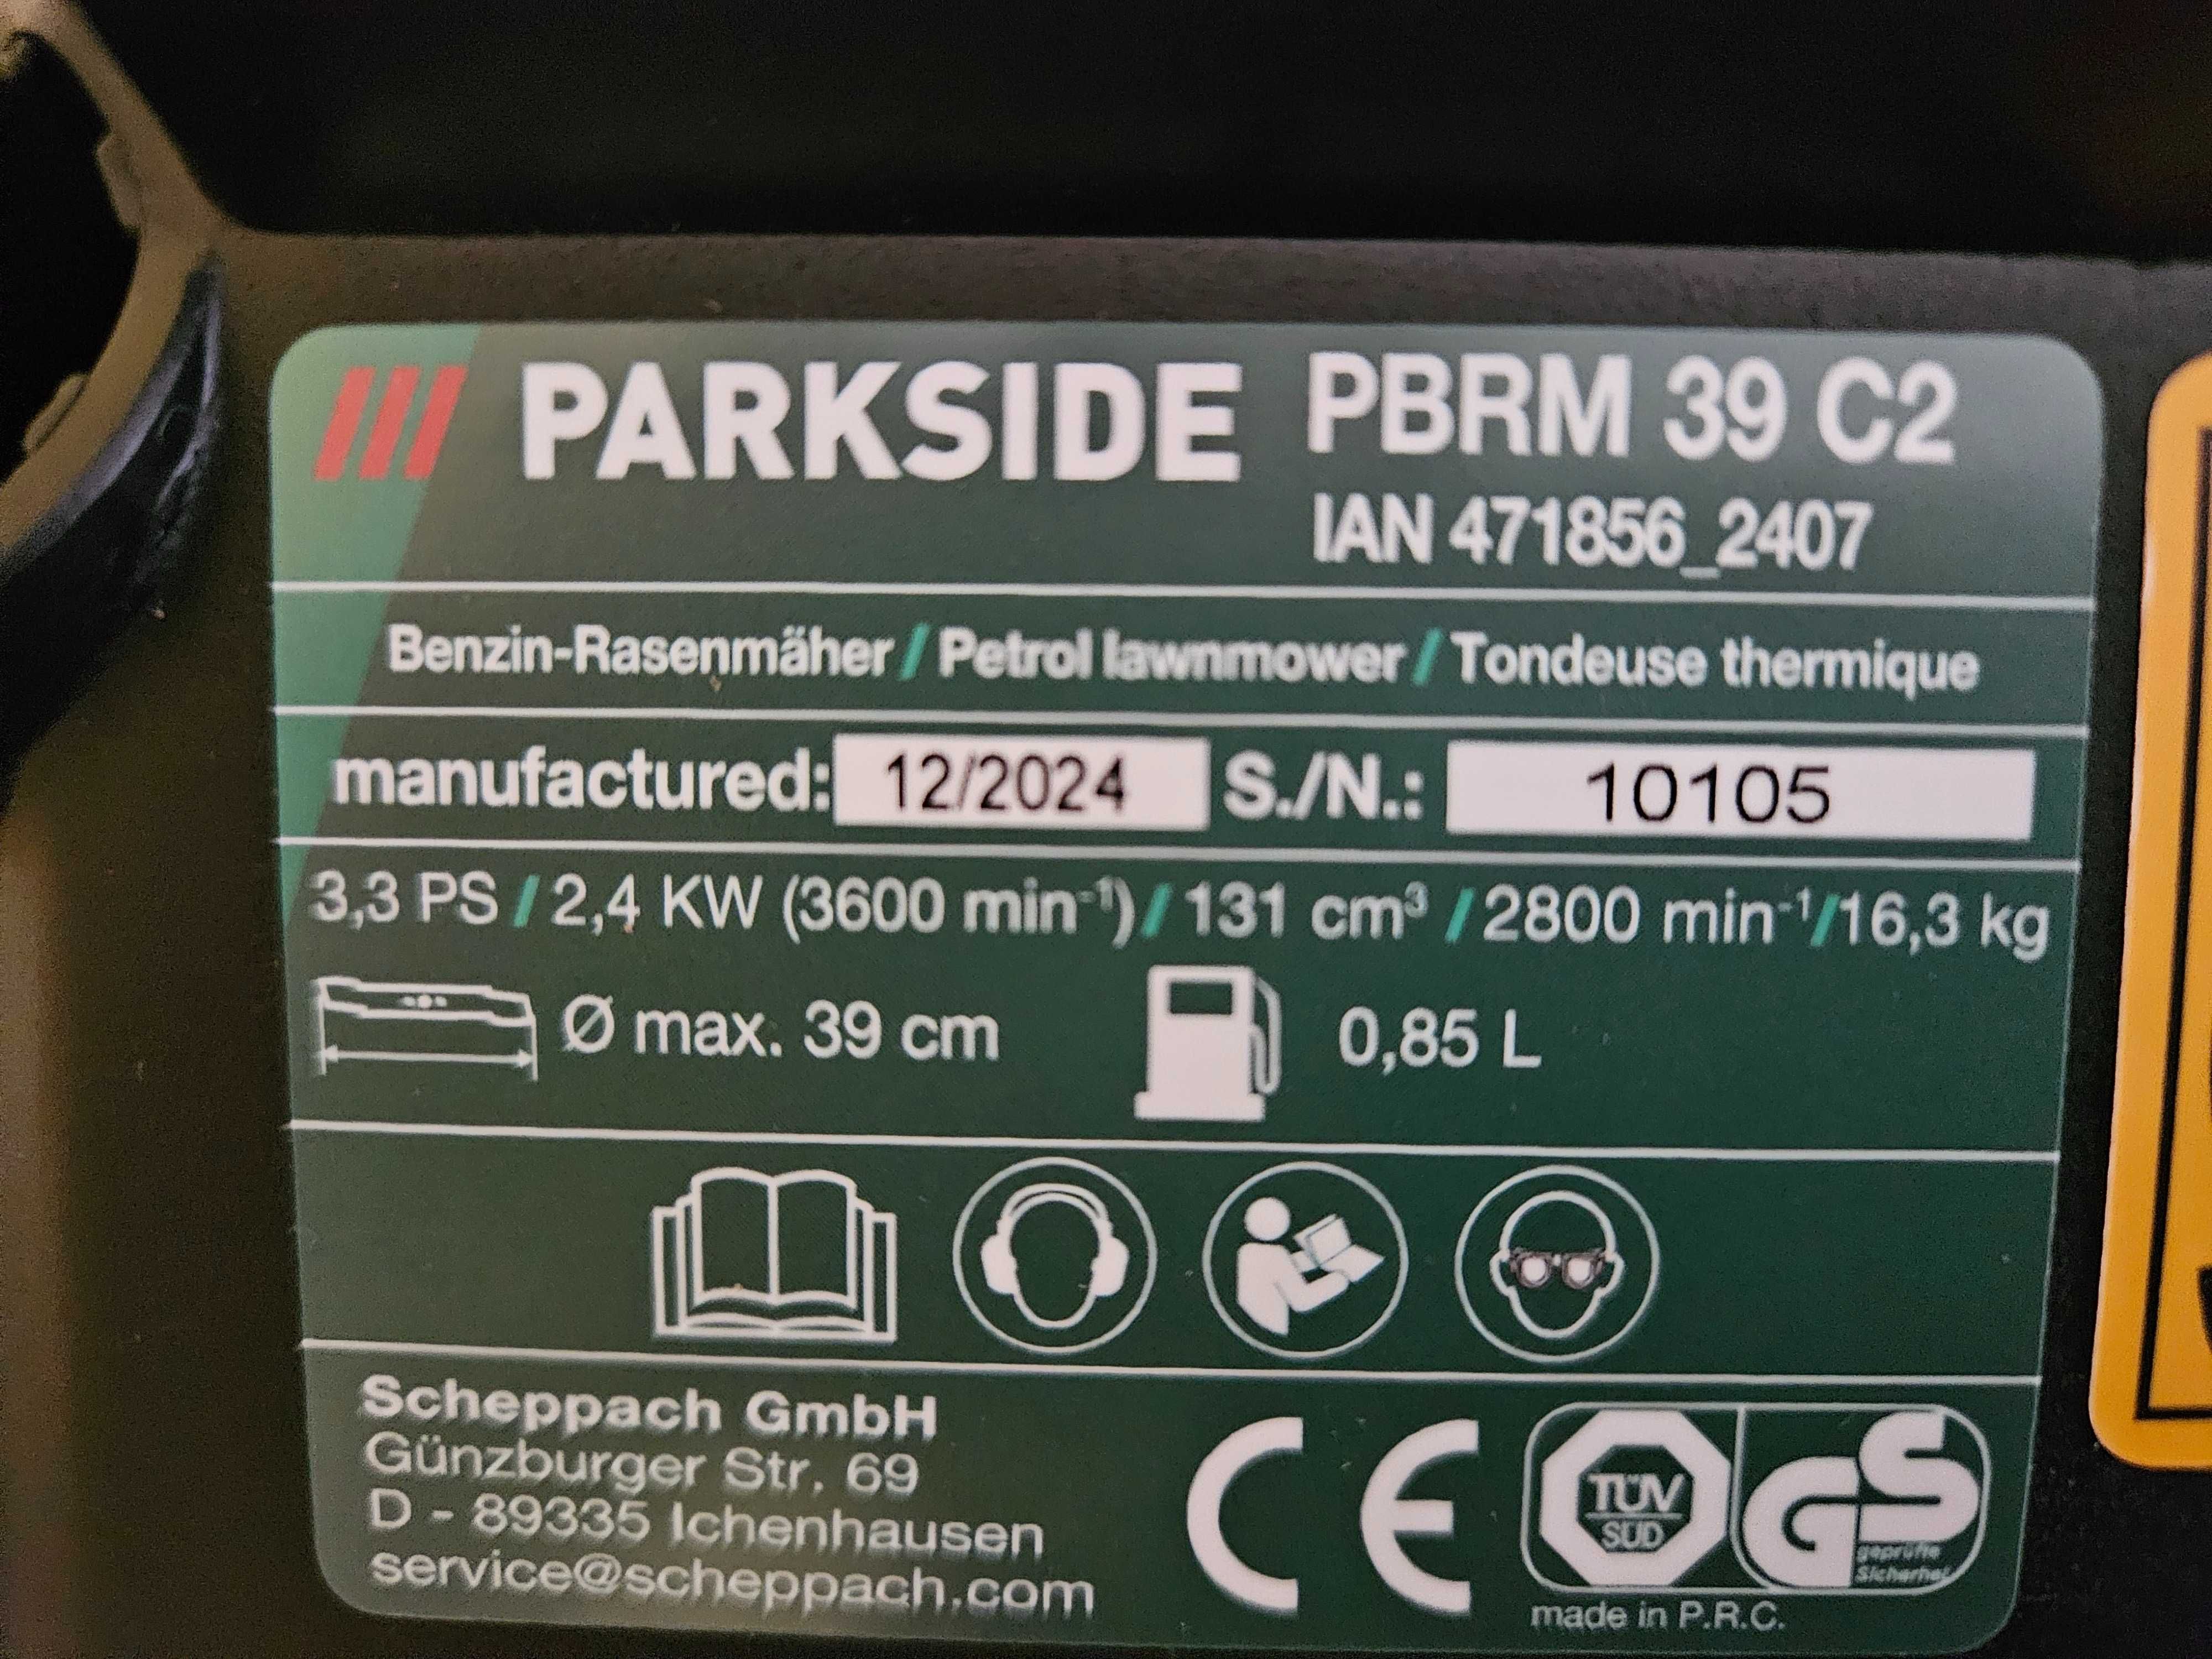 PARKSIDE PBRM 39 C2
IAN 471856_2407
Benzin-Rasenmäher / Petrol lawnmower / Tondeuse thermique
manufactured: 12/2024 S./N.: 10105
3,3 PS / 2,4 KW (3600 min⁻¹) / 131 cm³ / 2800 min⁻¹/16,3 kg
Ø max. 39 cm 0,85 L
Scheppach GmbH
Günzburger Str. 69
D - 89335 Ichenhausen
service@scheppach.com
CE
TÜV
SÜD
GS
geprüfte
Sicherheit
made in P.R.C.